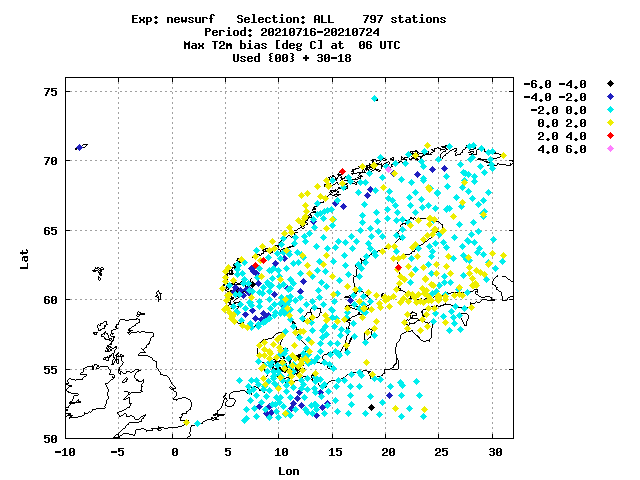 Exp: newsurf   Selection: ALL    797 stations
Period: 20210716-20210724
Max T2m bias [deg C] at  06 UTC
Used {00} + 30-18
-6.0 -4.0
-4.0 -2.0
-2.0 0.0
0.0 2.0
2.0 4.0
4.0 6.0
75
70
65
60
55
50
Lat
-10 -5 0 5 10 15 20 25 30
Lon